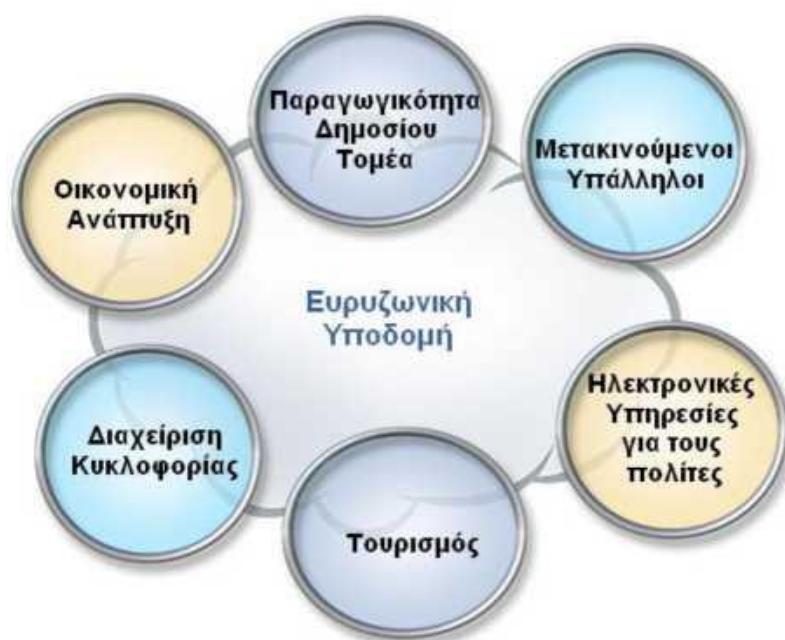 Παραγωγικότητα
Δημοσίου
Τομέα
Μετακινούμενοι
Υπάλληλοι
Οικονομική
Ανάπτυξη
Ευρυζωνική
Υποδομή
Ηλεκτρονικές
Υπηρεσίες
για τους
πολίτες
Διαχείριση
Κυκλοφορίας
Τουρισμός